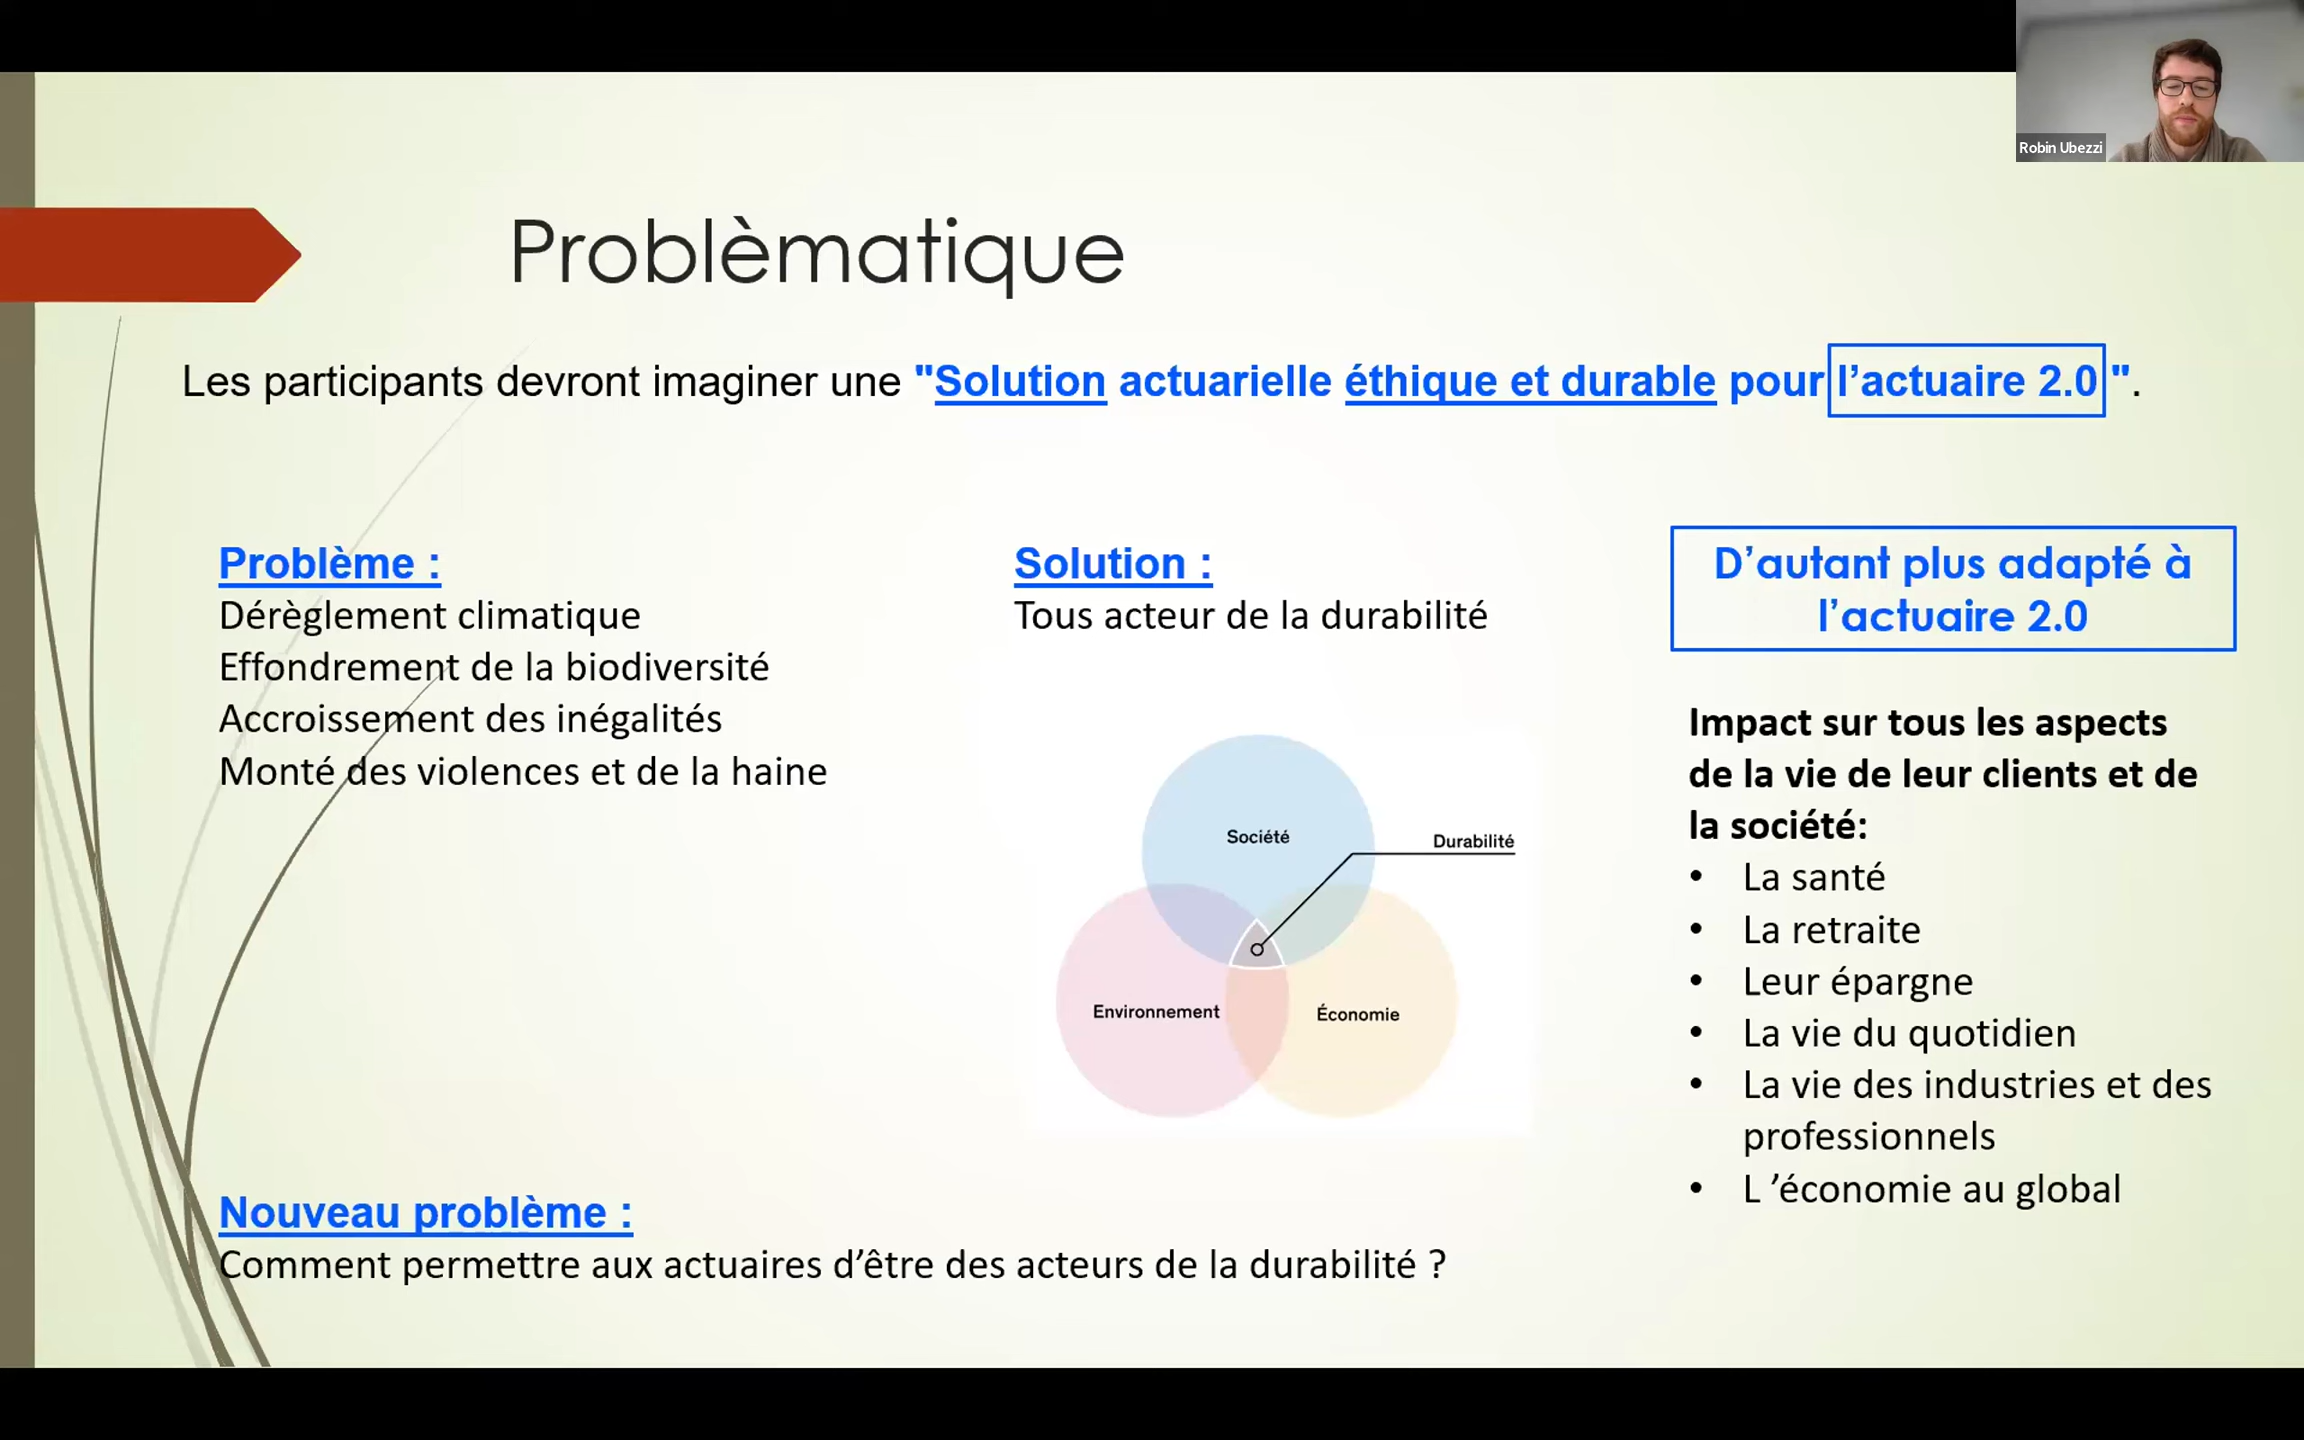 Robin Ubezzi
Problèmatique
Les participants devront imaginer une "Solution actuarielle éthique et durable pour l’actuaire 2.0 ".
Problème :
Dérèglement climatique
Effondrement de la biodiversité
Accroissement des inégalités
Monté des violences et de la haine
Solution :
Tous acteur de la durabilité
Société
Durabilité
Environnement
Économie
D’autant plus adapté à
l’actuaire 2.0
Impact sur tous les aspects
de la vie de leur clients et de
la société:
• La santé
• La retraite
• Leur épargne
• La vie du quotidien
• La vie des industries et des
professionnels
• L ’économie au global
Nouveau problème :
Comment permettre aux actuaires d’être des acteurs de la durabilité ?